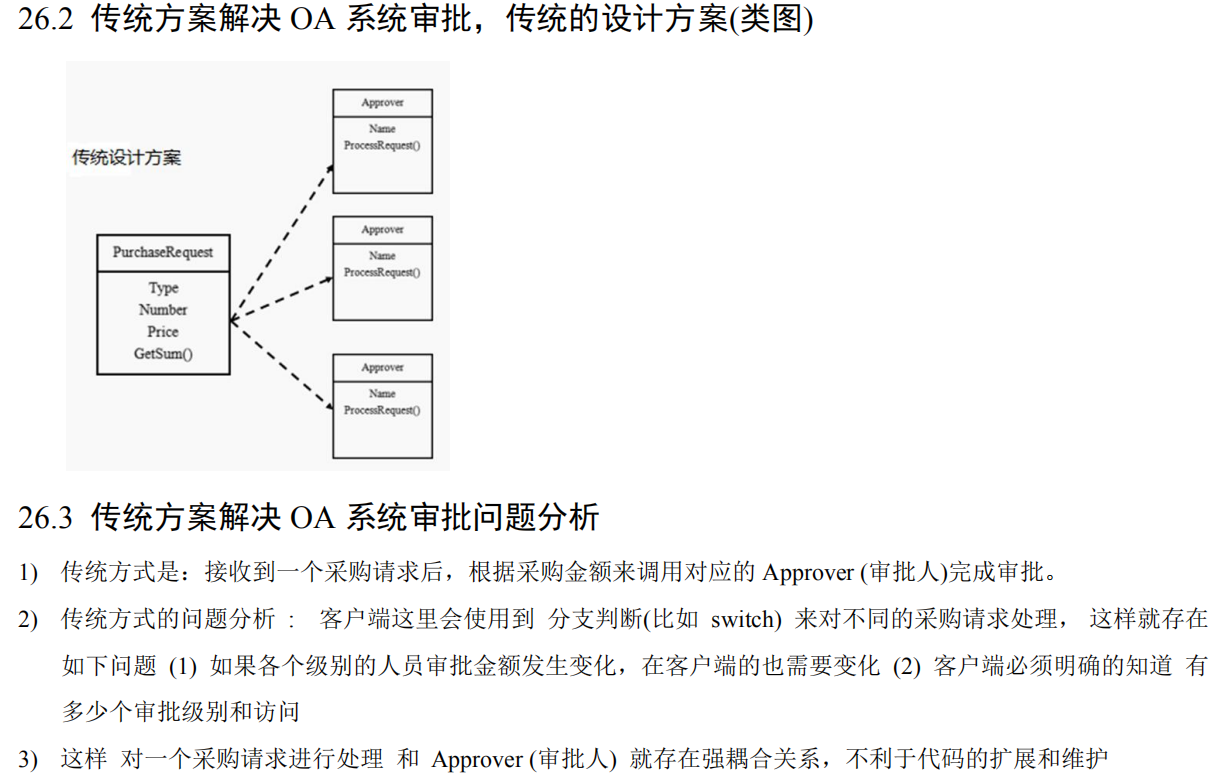 26.2 传统方案解决 OA 系统审批，传统的设计方案(类图)
传统设计方案
Approver
Name
ProcessRequest()
PurchaseRequest
Type
Number
Price
GetSum()
Approver
Name
ProcessRequest()
Approver
Name
ProcessRequest()
26.3 传统方案解决 OA 系统审批问题分析
1) 传统方式是：接收到一个采购请求后，根据采购金额来调用对应的 Approver (审批人)完成审批。
2) 传统方式的问题分析 : 客户端这里会使用到 分支判断(比如 switch) 来对不同的采购请求处理， 这样就存在
如下问题 (1) 如果各个级别的人员审批金额发生变化，在客户端的也需要变化 (2) 客户端必须明确的知道 有
多少个审批级别和访问
3) 这样 对一个采购请求进行处理 和 Approver (审批人) 就存在强耦合关系，不利于代码的扩展和维护